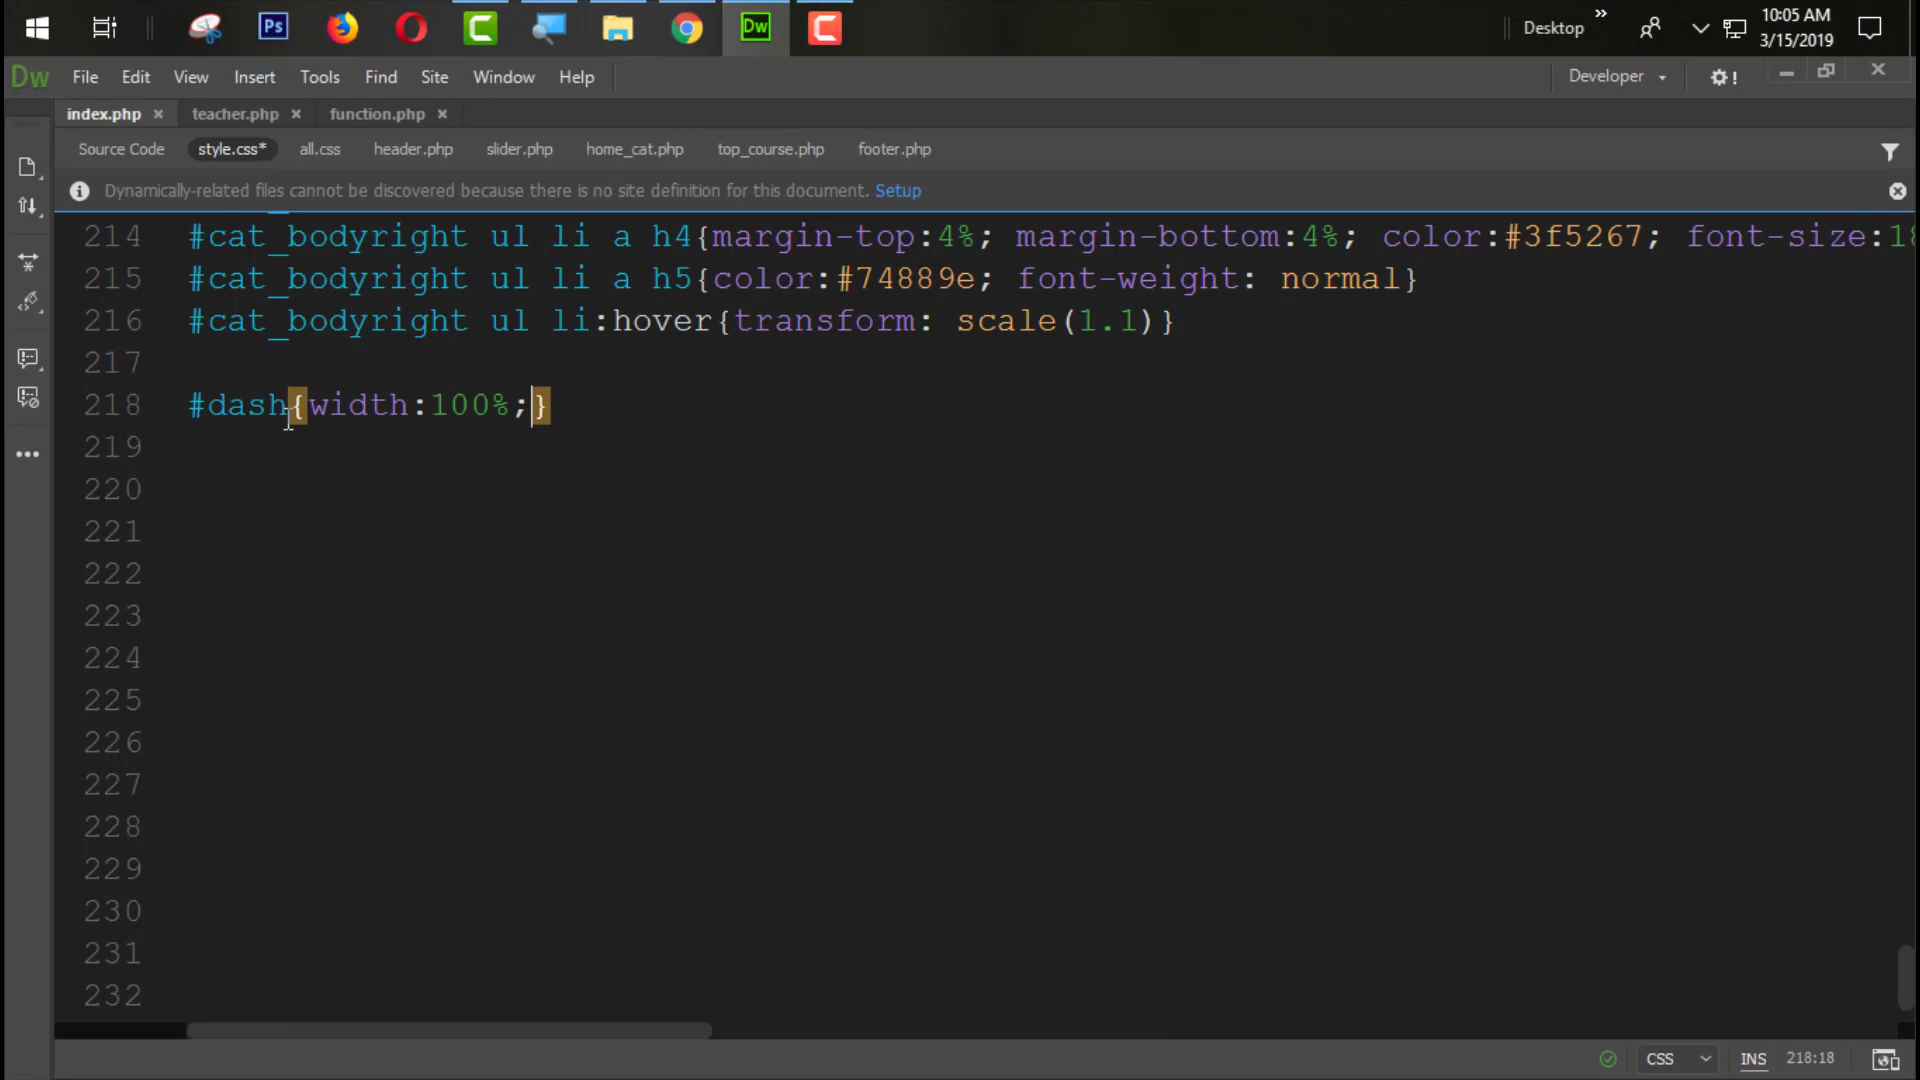 Ps
Dw
Desktop
»
10:05 AM
3/15/2019
Dw File Edit View Insert Tools Find Site Window Help
Developer
index.php × teacher.php × function.php ×
Source Code style.css* all.css header.php slider.php home_cat.php top_course.php footer.php
Dynamically-related files cannot be discovered because there is no site definition for this document. Setup
214 #cat_bodyright ul li a h4{margin-top:4%; margin-bottom:4%; color:#3f5267; font-size:18
215 #cat_bodyright ul li a h5{color:#74889e; font-weight: normal}
216 #cat_bodyright ul li:hover{transform: scale(1.1)}
217
218 #dash{width:100%;}
219
220
221
222
223
224
225
226
227
228
229
230
231
232
CSS INS 218:18